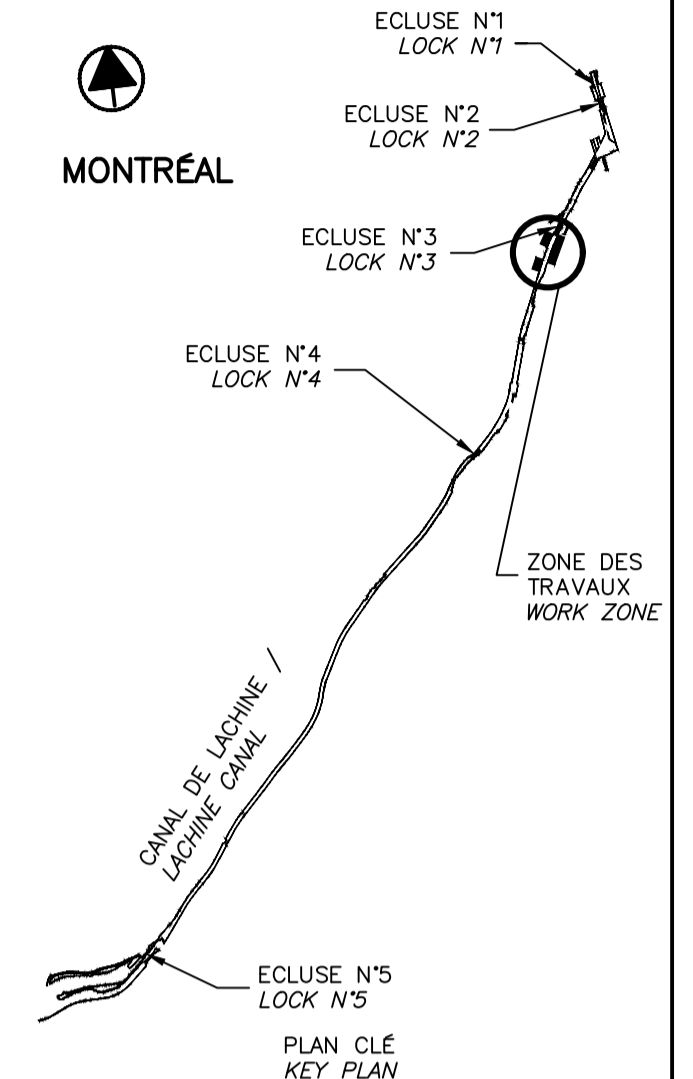 ECLUSE N°1
LOCK N°1
ECLUSE N°2
LOCK N°2
MONTRÉAL
ECLUSE N°3
LOCK N°3
ECLUSE N°4
LOCK N°4
ZONE DES
TRAVAUX
WORK ZONE
CANAL DE LACHINE /
LACHINE CANAL
ECLUSE N°5
LOCK N°5
PLAN CLÉ
KEY PLAN